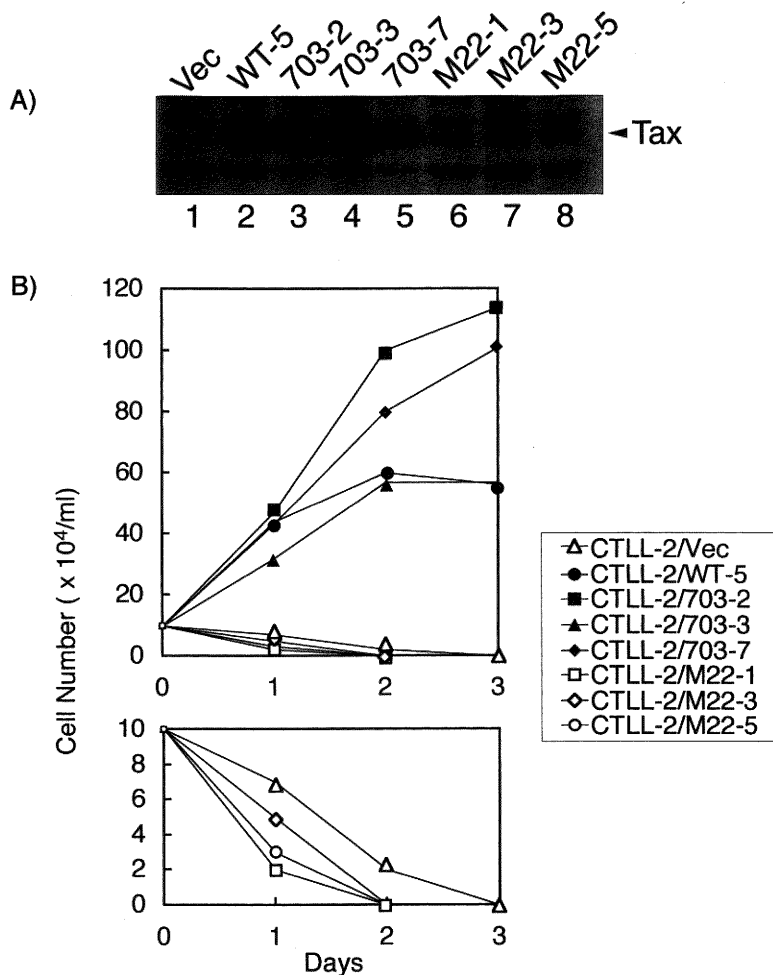 A)
Vec WT-5 703-2 703-3 703-7 M22-1 M22-3 M22-5
Tax
1 2 3 4 5 6 7 8
B)
120
100
80
60
40
20
0
0 1 2 3
Cell Number ( x 10⁴/ml)
CTLL-2/Vec
CTLL-2/WT-5
CTLL-2/703-2
CTLL-2/703-3
CTLL-2/703-7
CTLL-2/M22-1
CTLL-2/M22-3
CTLL-2/M22-5
10
8
6
4
2
0
0 1 2 3
Days